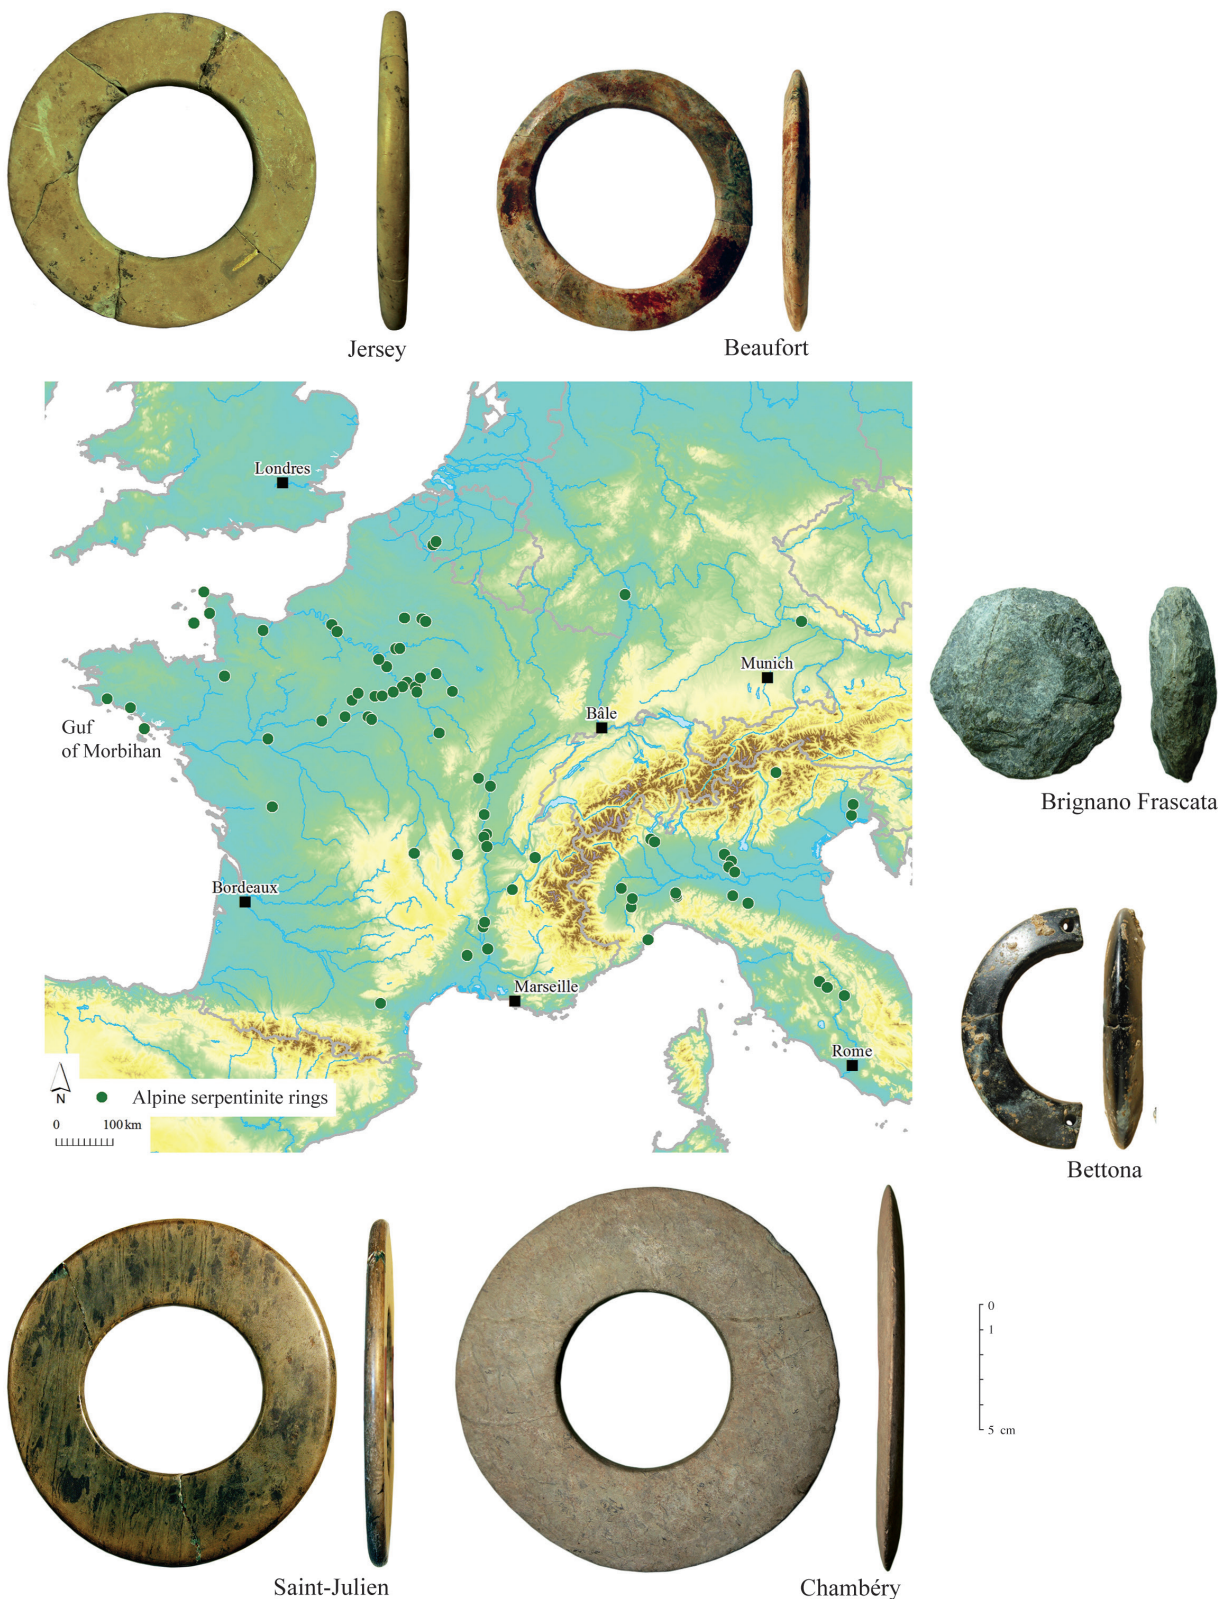 Jersey
Beaufort
Londres
Munich
Bâle
Guf
of Morbihan
Brignano Frascata
Bordeaux
Marseille
Rome
N
Alpine serpentinite rings
0 100 km
Bettona
0
1
5 cm
Saint-Julien
Chambéry